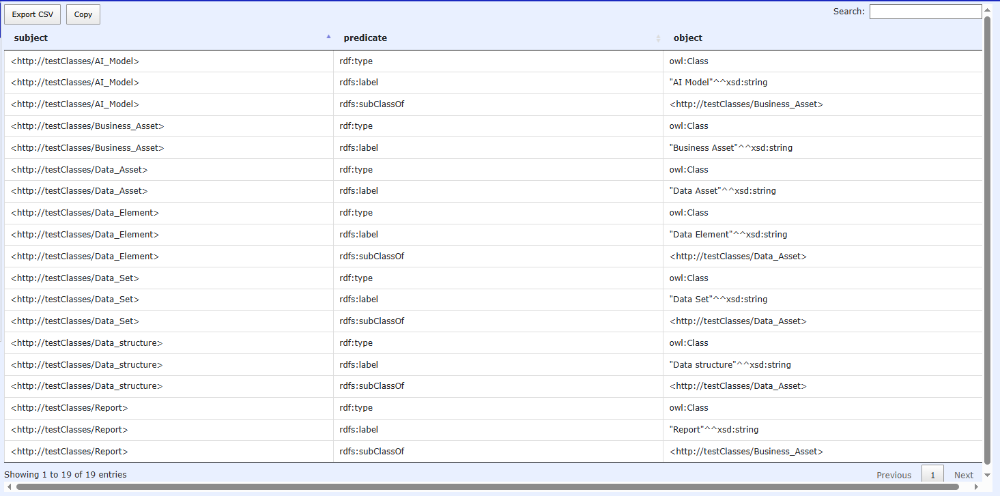 Export CSV Copy Search:
subject predicate object
<http://testClasses/AI_Model> rdf:type owl:Class
<http://testClasses/AI_Model> rdfs:label "AI Model"^^xsd:string
<http://testClasses/AI_Model> rdfs:subClassOf <http://testClasses/Business_Asset>
<http://testClasses/Business_Asset> rdf:type owl:Class
<http://testClasses/Business_Asset> rdfs:label "Business Asset"^^xsd:string
<http://testClasses/Data_Asset> rdf:type owl:Class
<http://testClasses/Data_Asset> rdfs:label "Data Asset"^^xsd:string
<http://testClasses/Data_Element> rdf:type owl:Class
<http://testClasses/Data_Element> rdfs:label "Data Element"^^xsd:string
<http://testClasses/Data_Element> rdfs:subClassOf <http://testClasses/Data_Asset>
<http://testClasses/Data_Set> rdf:type owl:Class
<http://testClasses/Data_Set> rdfs:label "Data Set"^^xsd:string
<http://testClasses/Data_Set> rdfs:subClassOf <http://testClasses/Data_Asset>
<http://testClasses/Data_structure> rdf:type owl:Class
<http://testClasses/Data_structure> rdfs:label "Data structure"^^xsd:string
<http://testClasses/Data_structure> rdfs:subClassOf <http://testClasses/Data_Asset>
<http://testClasses/Report> rdf:type owl:Class
<http://testClasses/Report> rdfs:label "Report"^^xsd:string
<http://testClasses/Report> rdfs:subClassOf <http://testClasses/Business_Asset>
Showing 1 to 19 of 19 entries Previous 1 Next